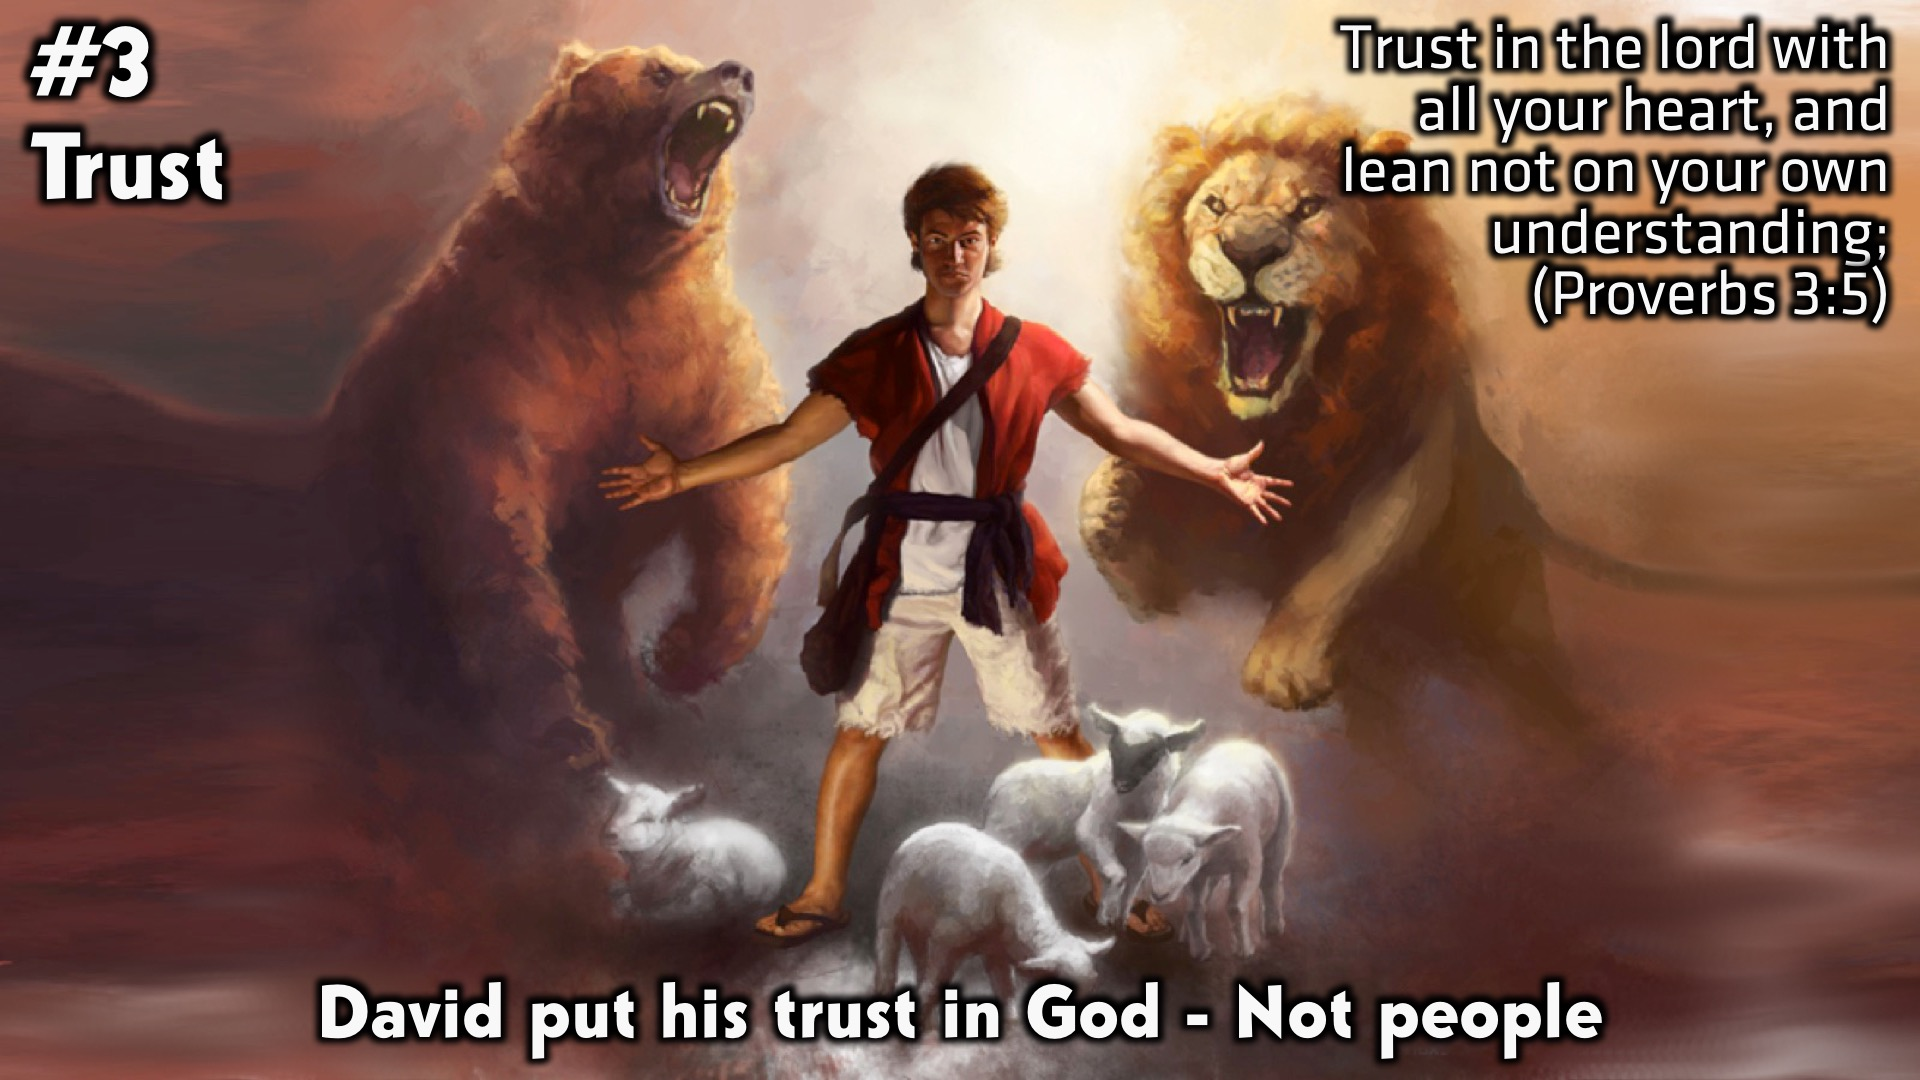 #3
Trust
Trust in the lord with
all your heart, and
lean not on your own
understanding;
(Proverbs 3:5)
David put his trust in God - Not people